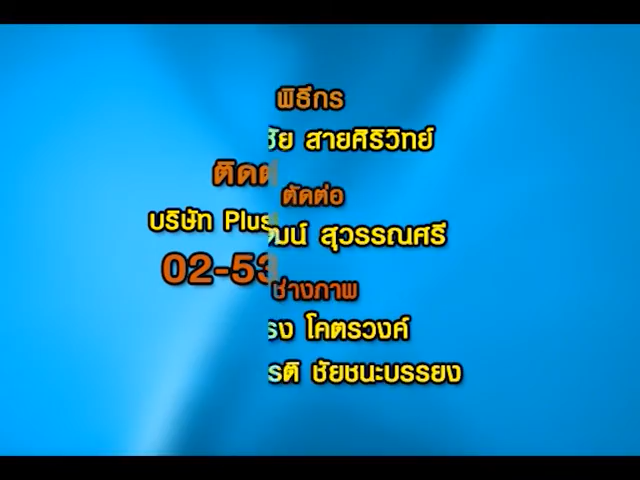 พิธีกร
ชัย สายศิริวิทย์
ติดต
ตัดต่อ
บริษัท Plus
ฒน์ สุวรรณศรี
02-53
ช่างภาพ
รง โคตรวงค์
รติ ชัยชนะบรรยง